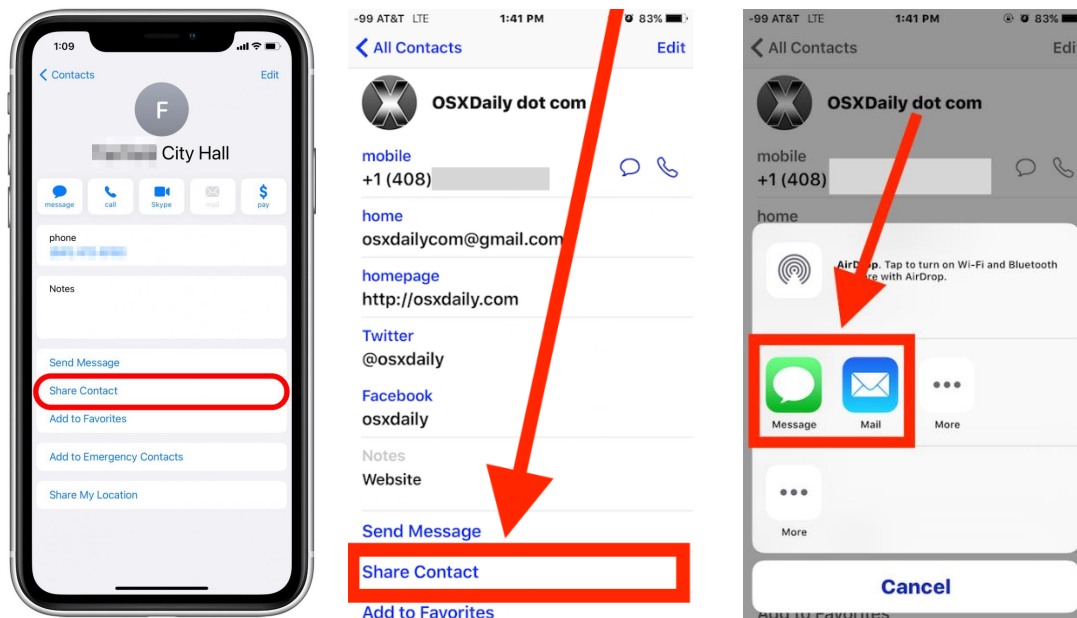 1:09
Contacts
Edit
F
City Hall
message
call
Skype
mail
$
pay
phone
Notes
Send Message
Share Contact
Add to Favorites
Add to Emergency Contacts
Share My Location
-99 AT&T LTE 1:41 PM 83%
All Contacts Edit
OSXDaily dot com
mobile
+1 (408)
home
osxdailycom@gmail.com
homepage
http://osxdaily.com
Twitter
@osxdaily
Facebook
osxdaily
Notes
Website
Send Message
Share Contact
Add to Favorites
-99 AT&T LTE 1:41 PM 83%
All Contacts
OSXDaily dot com
mobile
+1 (408)
home
Tap to turn on Wi-Fi and Bluetooth
with AirDrop.
Message
Mail
More
More
Cancel
Add to Favorites